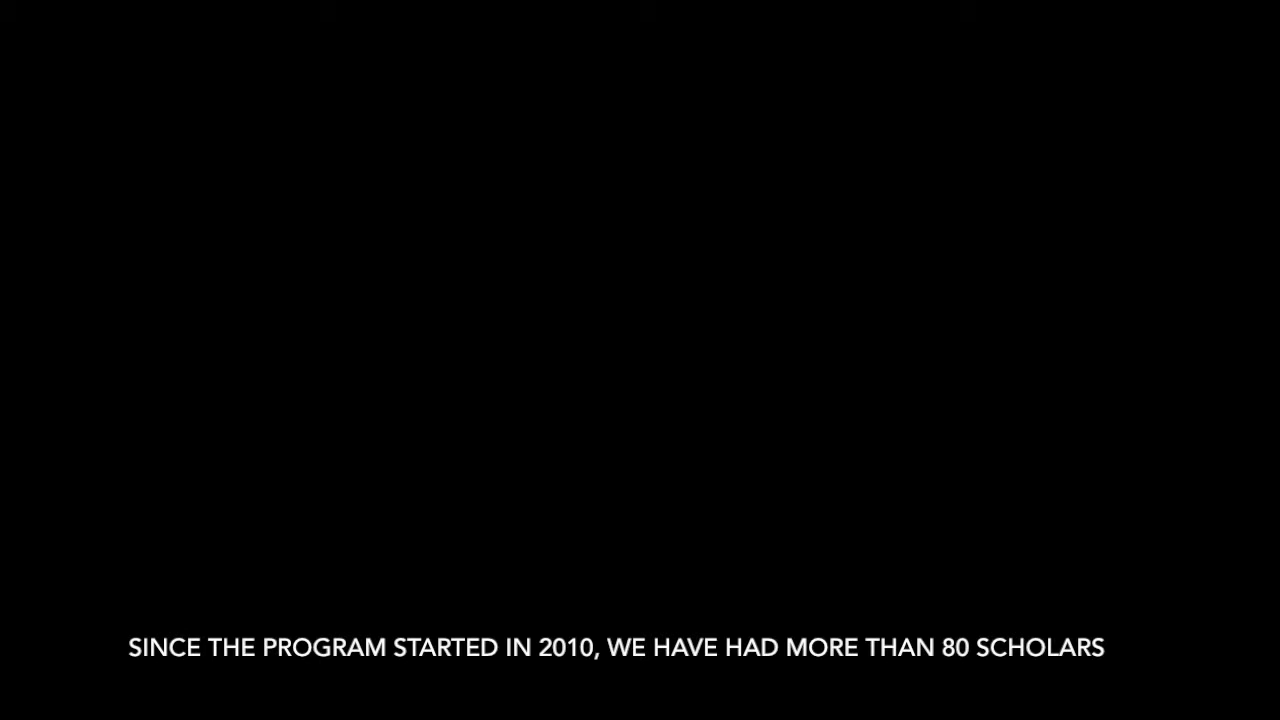 SINCE THE PROGRAM STARTED IN 2010, WE HAVE HAD MORE THAN 80 SCHOLARS